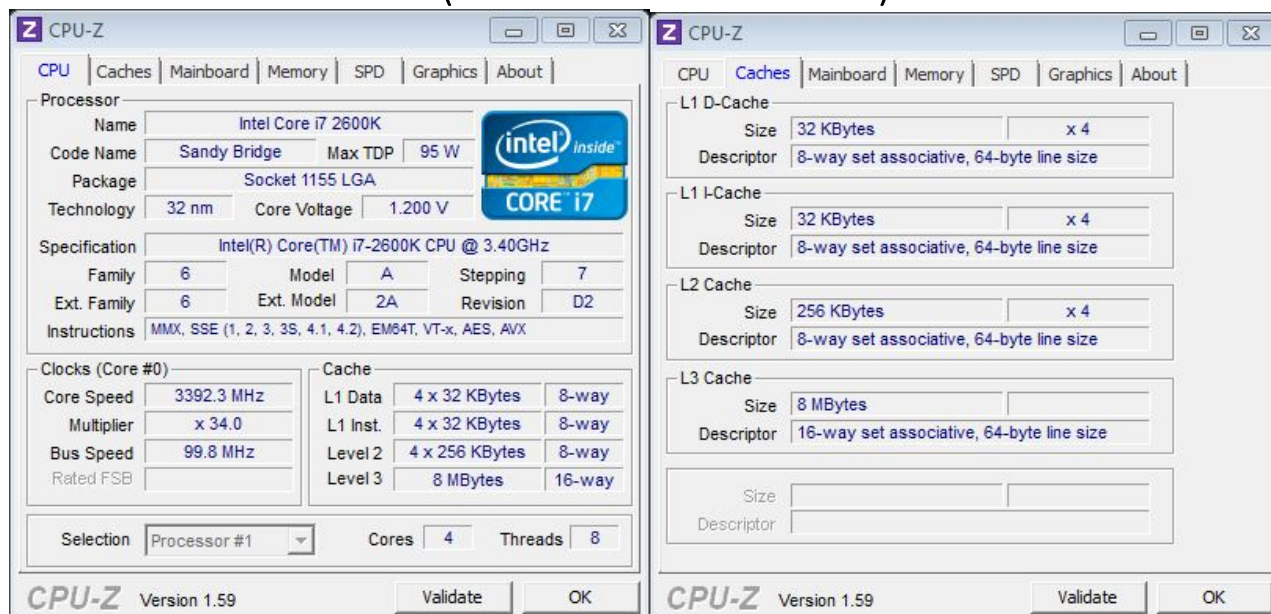 CPU-Z
CPU Caches Mainboard Memory SPD Graphics About
Processor
Name Intel Core i7 2600K
Code Name Sandy Bridge Max TDP 95 W
Package Socket 1155 LGA
Technology 32 nm Core Voltage 1.200 V
intel inside
CORE i7
Specification Intel(R) Core(TM) i7-2600K CPU @ 3.40GHz
Family 6 Model A Stepping 7
Ext. Family 6 Ext. Model 2A Revision D2
Instructions MMX, SSE (1, 2, 3, 3S, 4.1, 4.2), EM64T, VT-x, AES, AVX
Clocks (Core #0)
Core Speed 3392.3 MHz
Multiplier x 34.0
Bus Speed 99.8 MHz
Rated FSB
Cache
L1 Data 4 x 32 KBytes 8-way
L1 Inst. 4 x 32 KBytes 8-way
Level 2 4 x 256 KBytes 8-way
Level 3 8 MBytes 16-way
Selection Processor #1 Cores 4 Threads 8
CPU-Z Version 1.59 Validate OK
CPU-Z
CPU Caches Mainboard Memory SPD Graphics About
L1 D-Cache
Size 32 KBytes x 4
Descriptor 8-way set associative, 64-byte line size
L1 I-Cache
Size 32 KBytes x 4
Descriptor 8-way set associative, 64-byte line size
L2 Cache
Size 256 KBytes x 4
Descriptor 8-way set associative, 64-byte line size
L3 Cache
Size 8 MBytes
Descriptor 16-way set associative, 64-byte line size
Size
Descriptor
CPU-Z Version 1.59 Validate OK